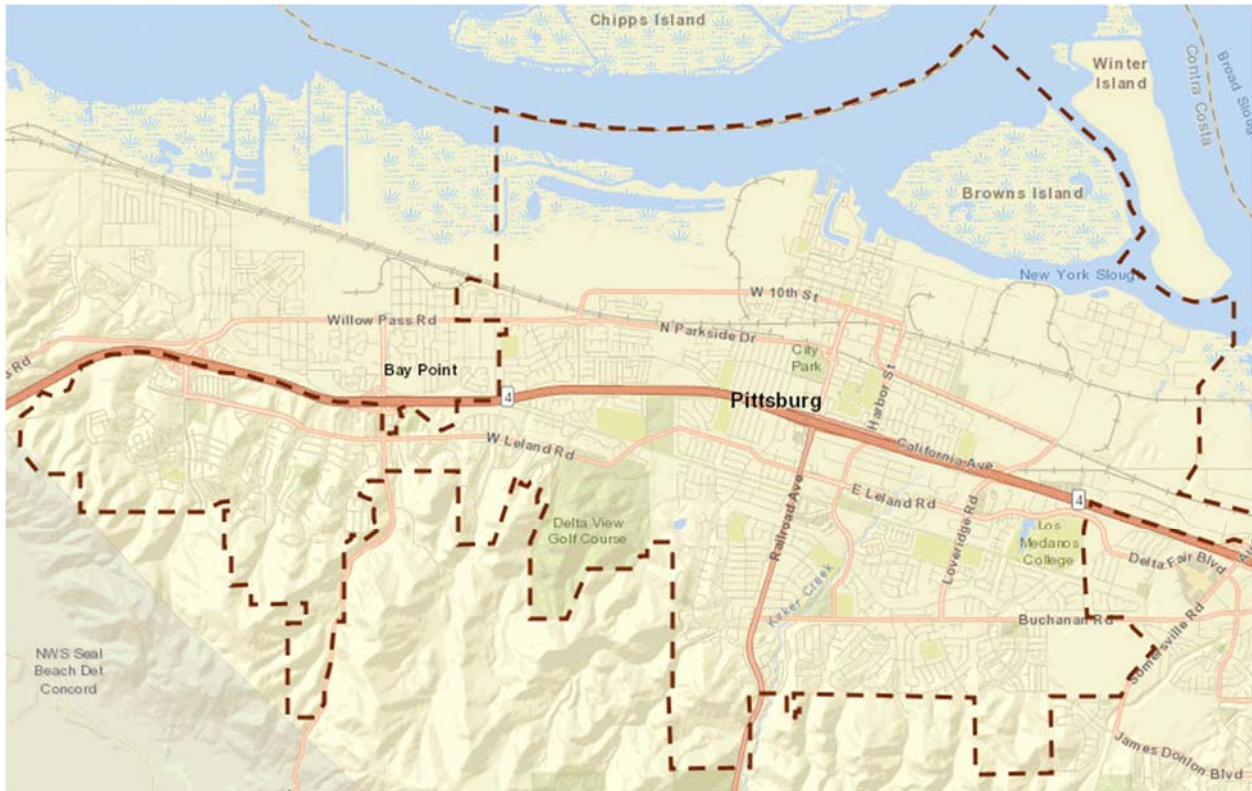 Chipps Island
Winter
Island
Contra Costa
Broad Sloug
Browns Island
New York Slough
W 10th St
Willow Pass Rd
N Parkside Dr
City
Park
Rd
Bay Point
4
Pittsburg
Harbor St
W Leland Rd
California Ave
4
E Leland Rd
Railroad Ave
Loveridge Rd
Los
Medanos
College
Delta View
Golf Course
Delta Fair Blvd
Kirker Creek
Buchanan Rd
Somersville Rd
NWS Seal
Beach Det
Concord
James Donlon Blvd